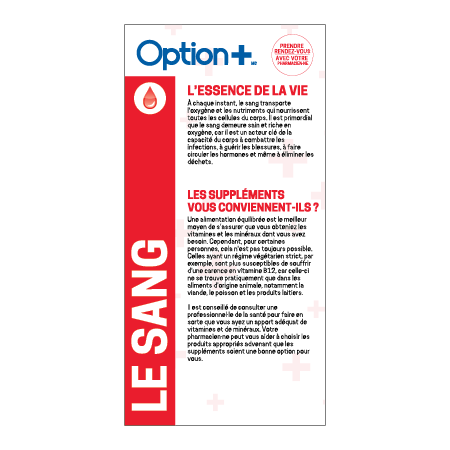 Option+ MC
PRENDRE
RENDEZ-VOUS
AVEC VOTRE
PHARMACIEN·NE
LE SANG
L'ESSENCE DE LA VIE
À chaque instant, le sang transporte
l'oxygène et les nutriments qui nourrissent
toutes les cellules du corps. Il est primordial
que le sang demeure sain et riche en
oxygène, car il est un acteur clé de la
capacité du corps à combattre les
infections, à guérir les blessures, à faire
circuler les hormones et même à éliminer les
déchets.
LES SUPPLÉMENTS
VOUS CONVIENNENT-ILS ?
Une alimentation équilibrée est le meilleur
moyen de s'assurer que vous obteniez les
vitamines et les minéraux dont vous avez
besoin. Cependant, pour certaines
personnes, cela n'est pas toujours possible.
Celles ayant un régime végétarien strict, par
exemple, sont plus susceptibles de souffrir
d'une carence en vitamine B12, car celle-ci
ne se trouve pratiquement que dans les
aliments d'origine animale, notamment la
viande, le poisson et les produits laitiers.
Il est conseillé de consulter une
professionnel·le de la santé pour faire en
sorte que vous ayez un apport adéquat de
vitamines et de minéraux. Votre
pharmacien·ne peut vous aider à choisir les
produits appropriés advenant que les
suppléments soient une bonne option pour
vous.